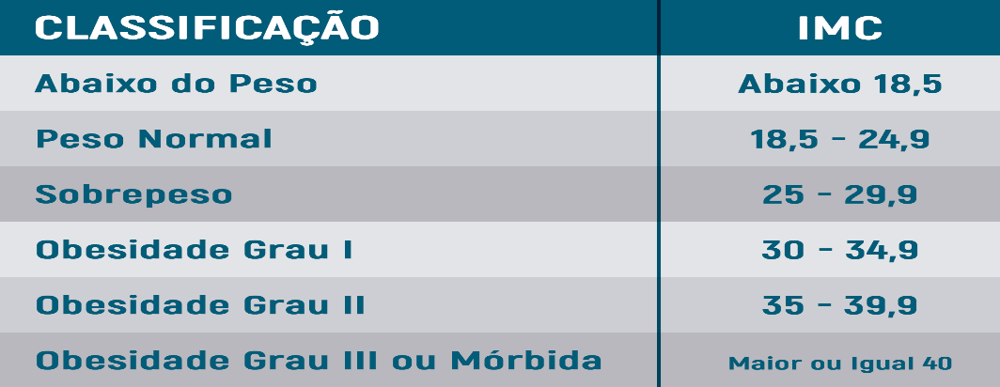 CLASSIFICAÇÃO IMC
Abaixo do Peso Abaixo 18,5
Peso Normal 18,5 - 24,9
Sobrepeso 25 - 29,9
Obesidade Grau I 30 - 34,9
Obesidade Grau II 35 - 39,9
Obesidade Grau III ou Mórbida Maior ou Igual 40